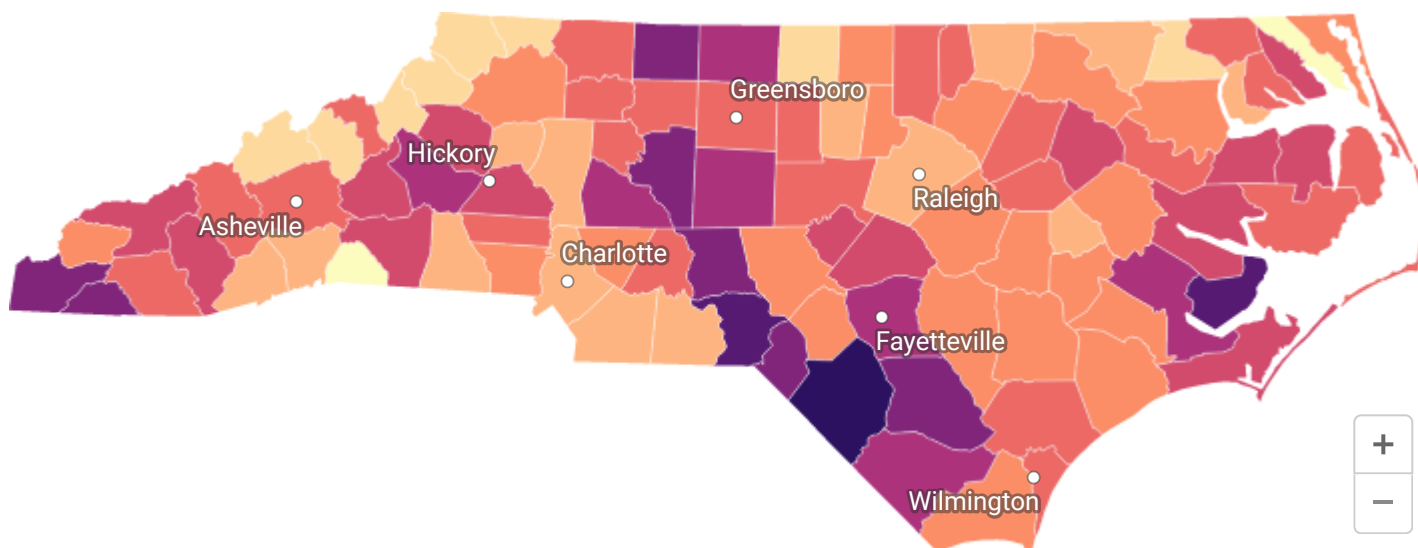 Greensboro
Hickory
Raleigh
Asheville
Charlotte
Fayetteville
Wilmington
+
−